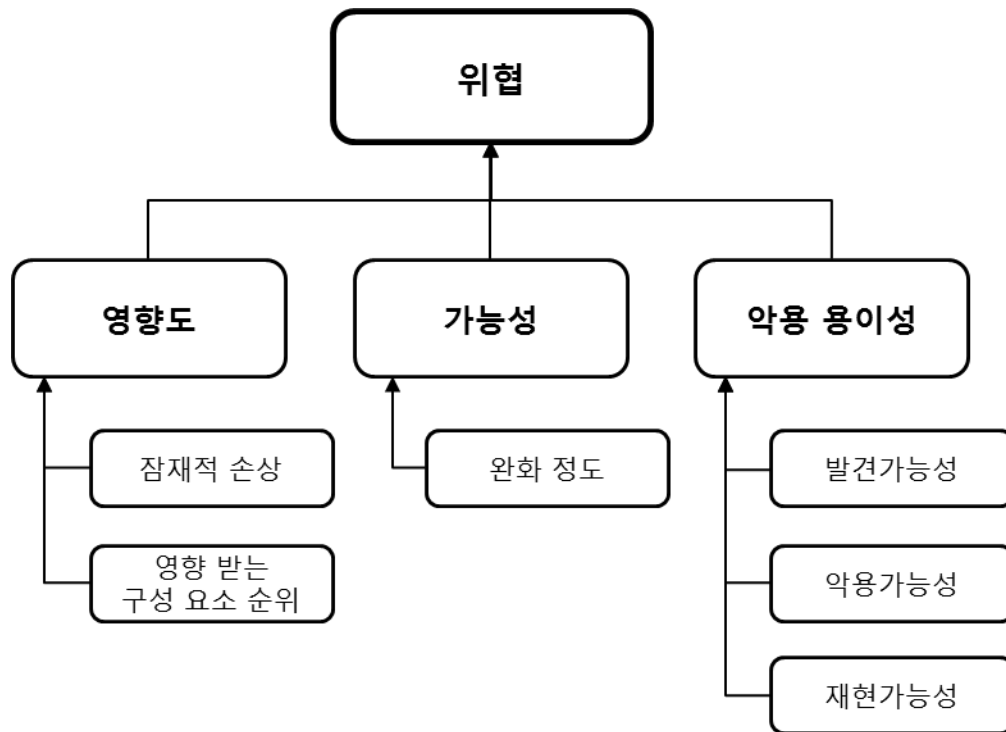 위협
영향도
가능성
악용 용이성
잠재적 손상
영향 받는
구성 요소 순위
완화 정도
발견가능성
악용가능성
재현가능성